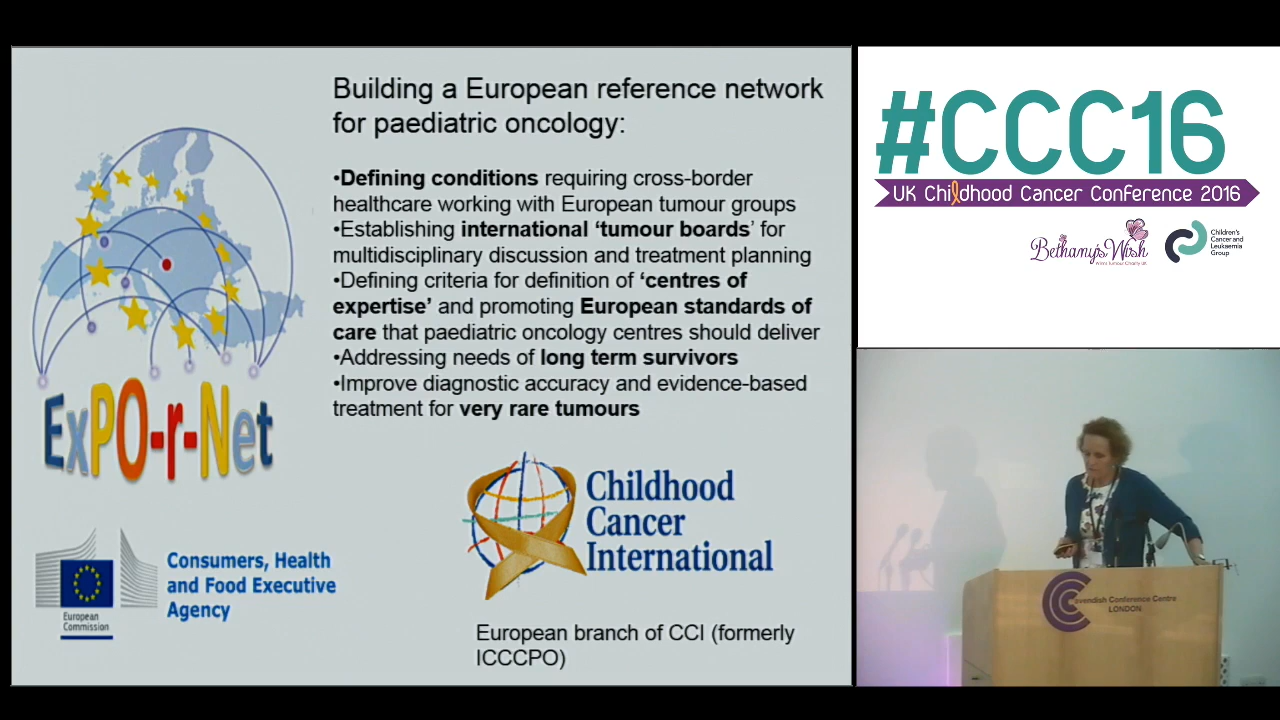 Building a European reference network
for paediatric oncology:
•Defining conditions requiring cross-border
healthcare working with European tumour groups
•Establishing international ‘tumour boards’ for
multidisciplinary discussion and treatment planning
•Defining criteria for definition of ‘centres of
expertise’ and promoting European standards of
care that paediatric oncology centres should deliver
•Addressing needs of long term survivors
•Improve diagnostic accuracy and evidence-based
treatment for very rare tumours
ExPO-r-Net
Childhood
Cancer
International
European
Commission
Consumers, Health
and Food Executive
Agency
European branch of CCI (formerly
ICCCPO)
#CCC16
UK Childhood Cancer Conference 2016
Bethany's Wish
Children's
Cancer and
Leukaemia
Group
Cavendish Conference Centre
LONDON